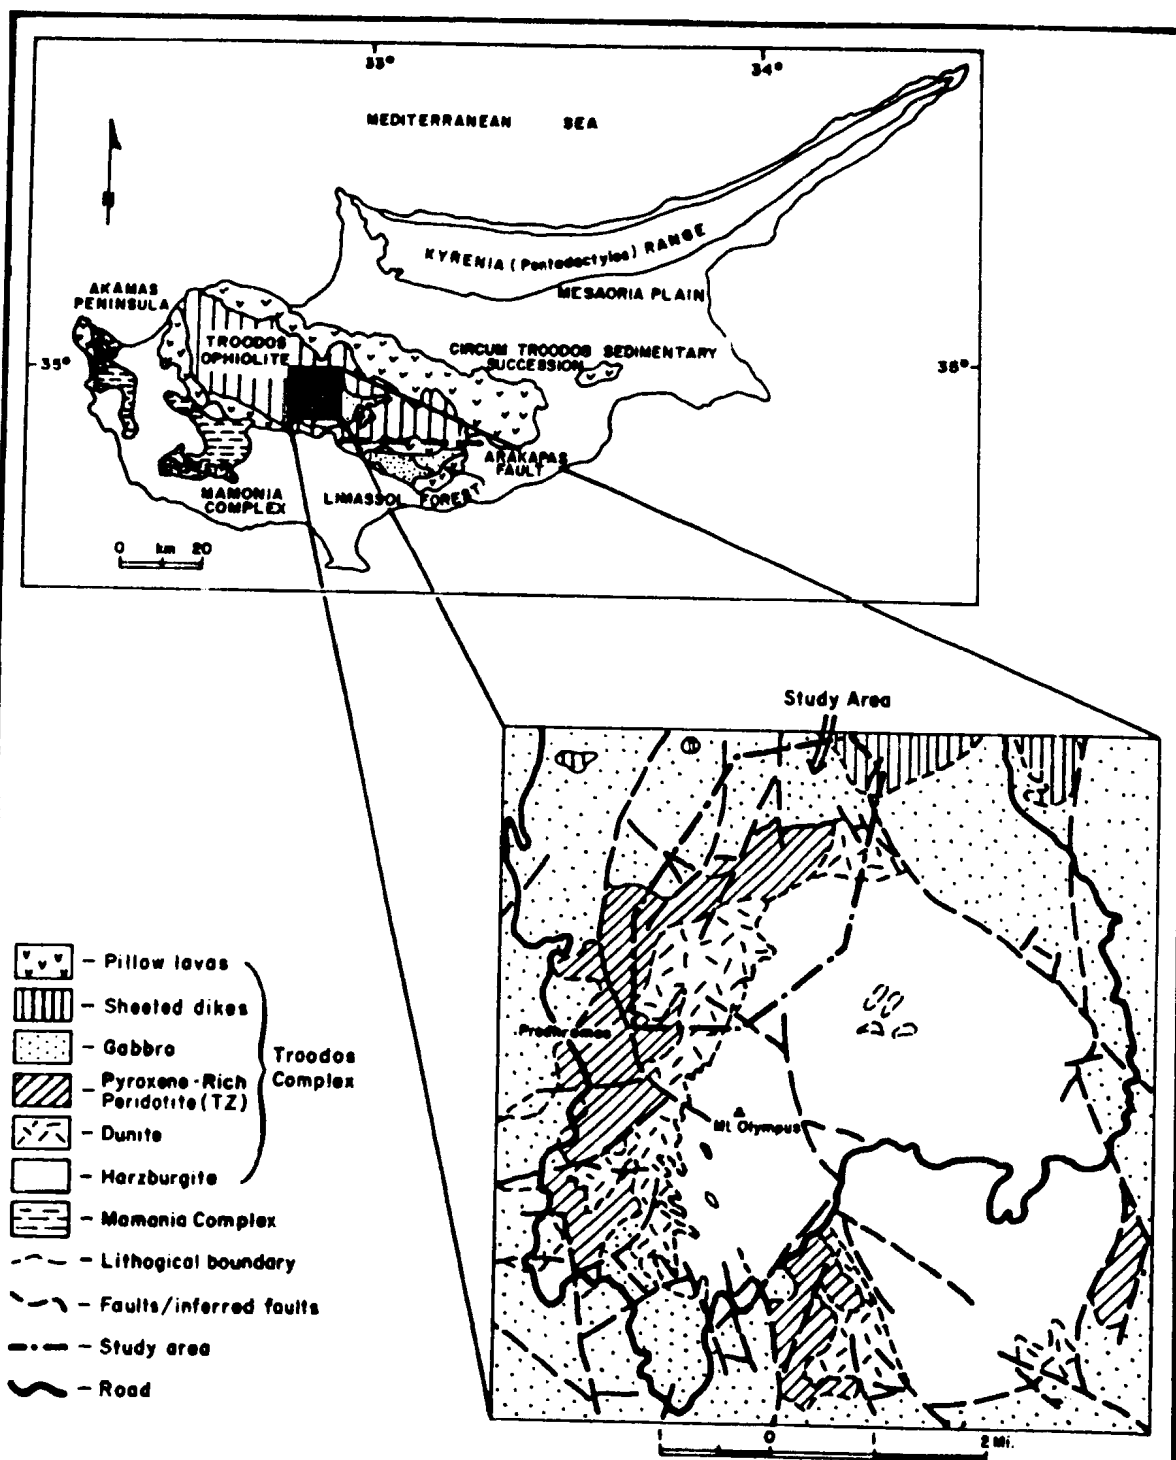 33°
34°
MEDITERRANEAN SEA
KYRENIA (Pentadactylos) RANGE
MESAORIA PLAIN
AKAMAS
PENINSULA
TROODOS
OPHIOLITE
CIRCUM TROODOS SEDIMENTARY
SUCCESSION
35°
35°
ARAKAPAS
FAULT
MAMONIA
COMPLEX
LIMASSOL FOREST
0 km 20
Study Area
Prodhromos
Mt. Olympus
– Pillow lavas
– Sheeted dikes
– Gabbro
– Pyroxene-Rich
Peridotite (TZ)
– Dunite
– Harzburgite
Troodos
Complex
– Mamonia Complex
– Lithogical boundary
– Faults/inferred faults
– Study area
– Road
1 0 1 2 Mi.